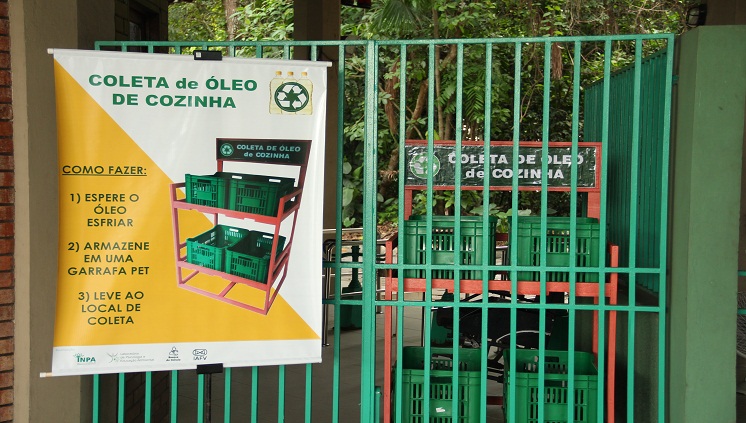 COLETA de ÓLEO
DE COZINHA
COLETA DE ÓLEO
de COZINHA
COMO FAZER:
1) ESPERE O
ÓLEO
ESFRIAR
2) ARMAZENE
EM UMA
GARRAFA PET
3) LEVE AO
LOCAL DE
COLETA
INPA
COLETA DE ÓLEO
de COZINHA